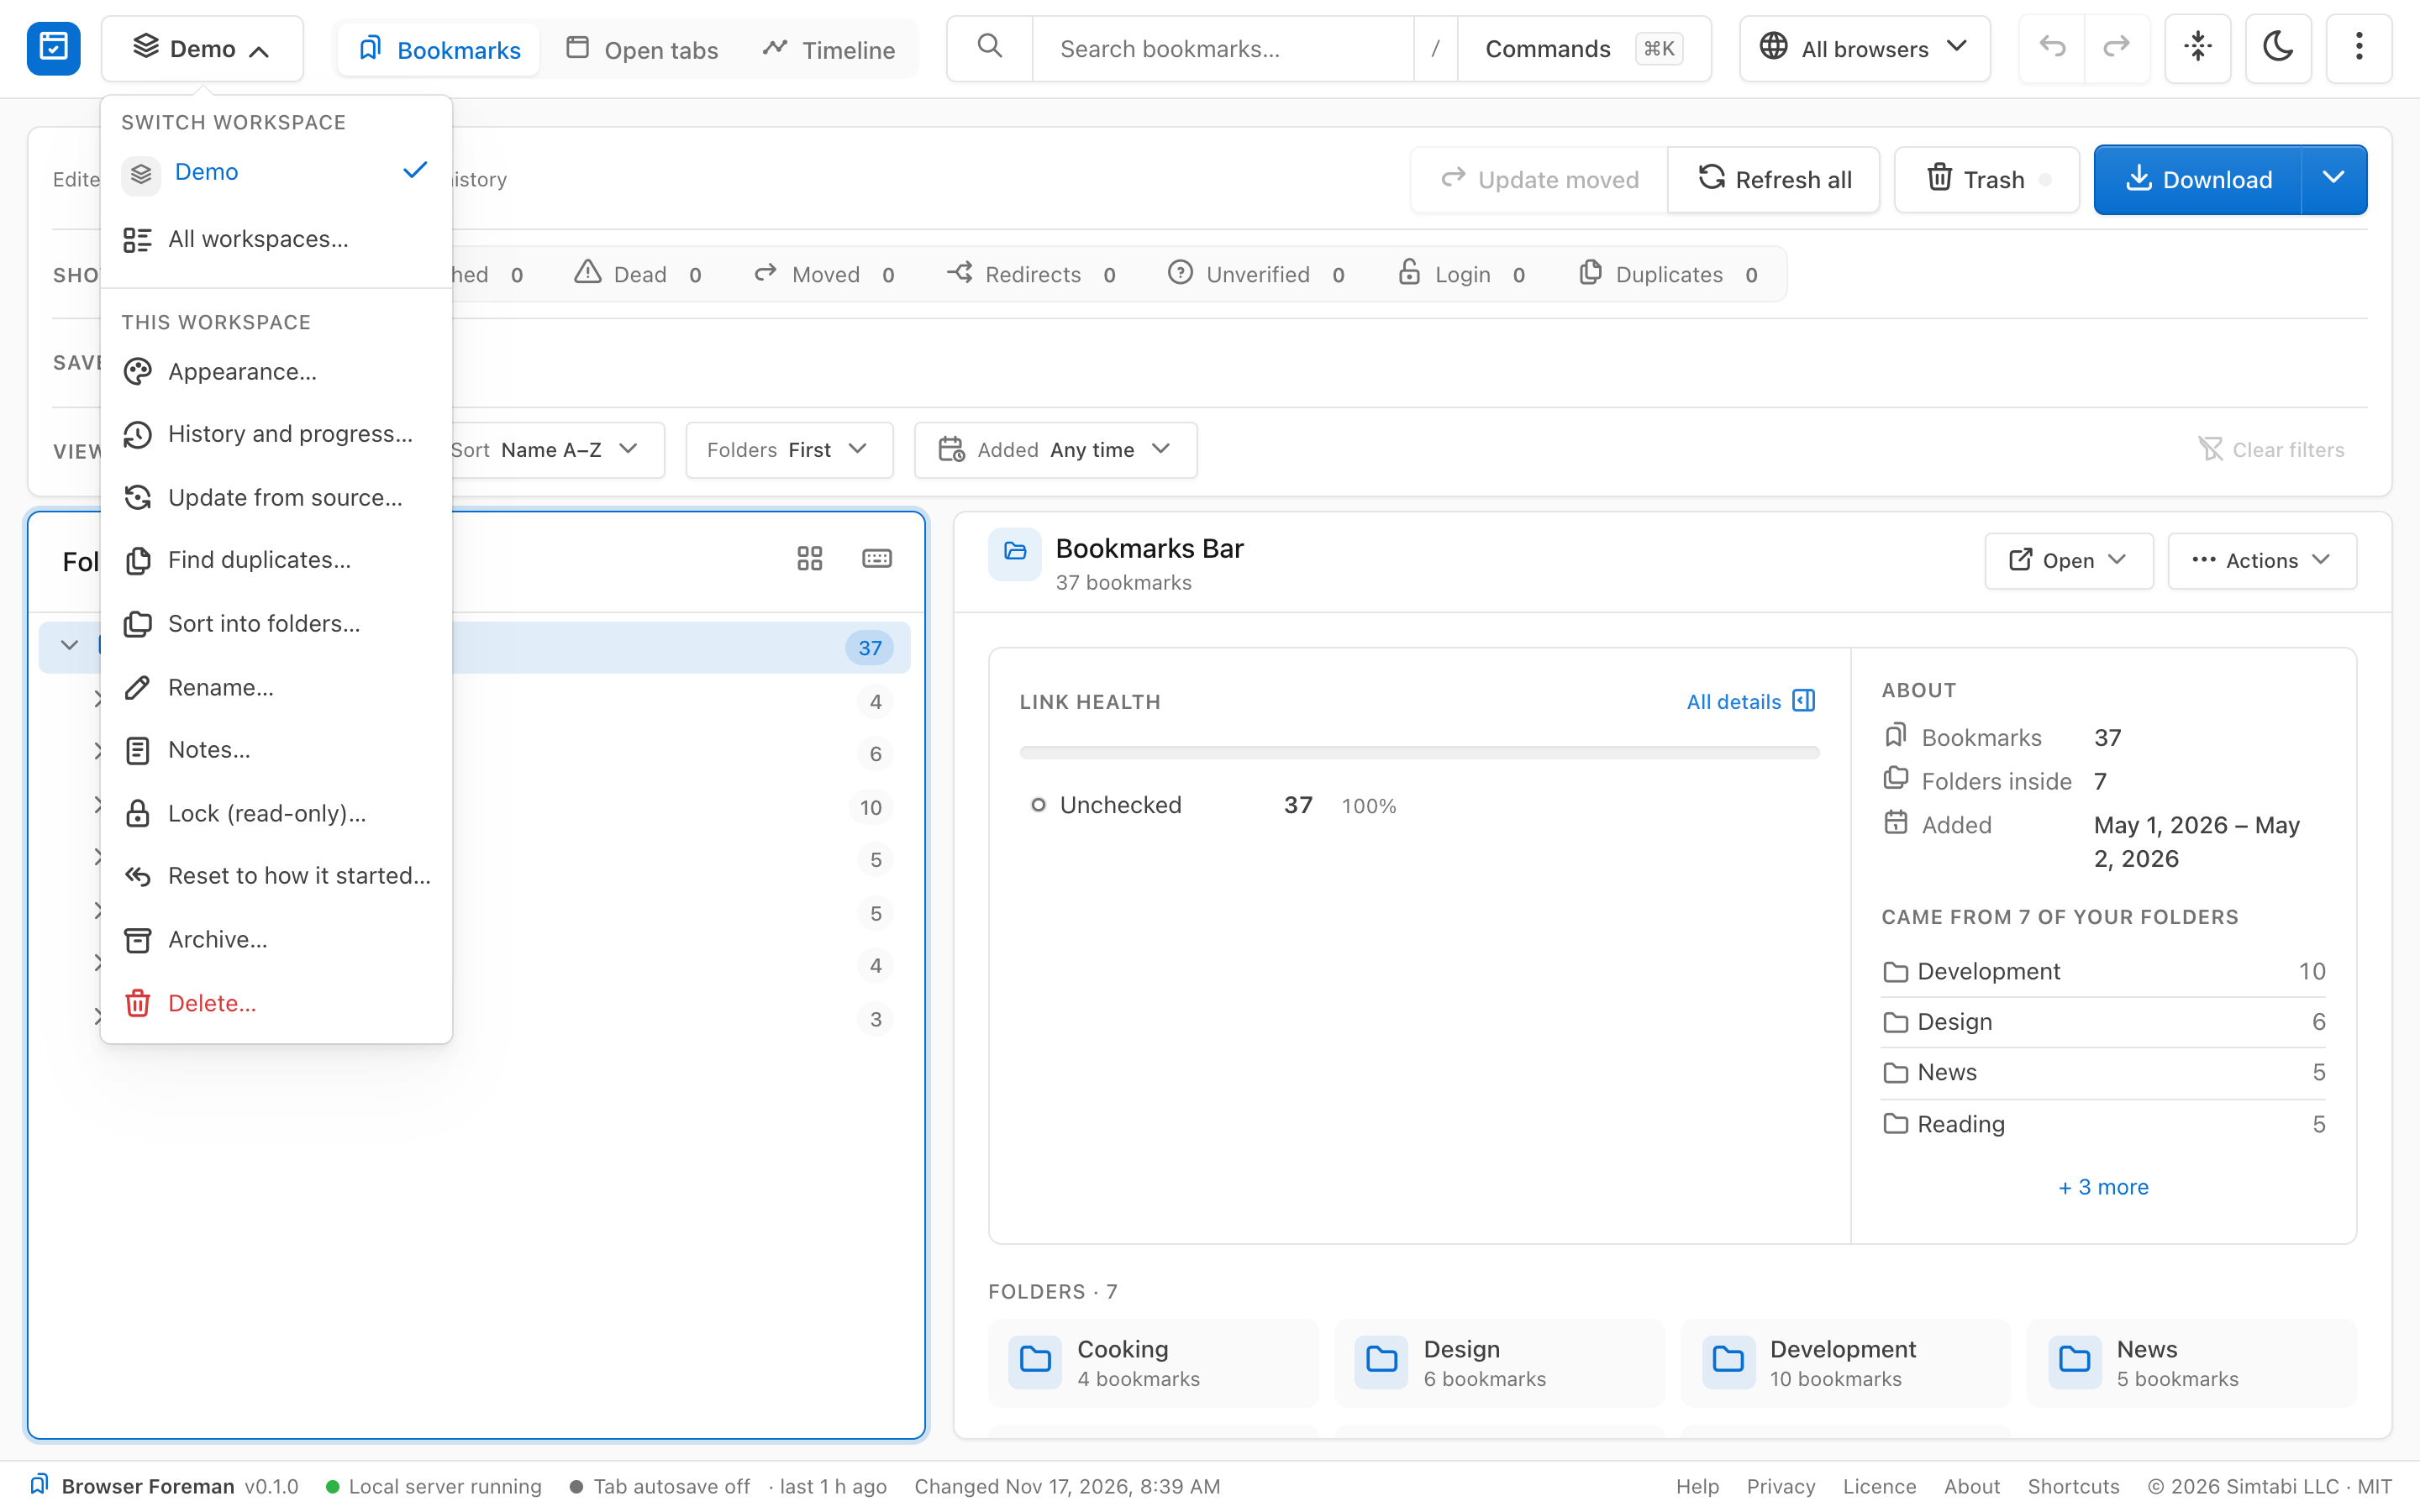 Demo
Bookmarks
Open tabs
Timeline
Search bookmarks...
/
Commands ⌘K
All browsers
SWITCH WORKSPACE
Demo
All workspaces...
THIS WORKSPACE
Appearance...
History and progress...
Update from source...
Find duplicates...
Sort into folders...
Rename...
Notes...
Lock (read-only)...
Reset to how it started...
Archive...
Delete...
Update moved
Refresh all
Trash
Download
Dead 0
Moved 0
Redirects 0
Unverified 0
Login 0
Duplicates 0
Sort Name A–Z
Folders First
Added Any time
Clear filters
37
4
6
10
5
5
4
3
Bookmarks Bar
37 bookmarks
Open
Actions
LINK HEALTH
All details
Unchecked 37 100%
ABOUT
Bookmarks 37
Folders inside 7
Added May 1, 2026 – May
2, 2026
CAME FROM 7 OF YOUR FOLDERS
Development 10
Design 6
News 5
Reading 5
+ 3 more
FOLDERS · 7
Cooking
4 bookmarks
Design
6 bookmarks
Development
10 bookmarks
News
5 bookmarks
Browser Foreman v0.1.0
Local server running
Tab autosave off · last 1 h ago
Changed Nov 17, 2026, 8:39 AM
Help
Privacy
Licence
About
Shortcuts
© 2026 Simtabi LLC · MIT